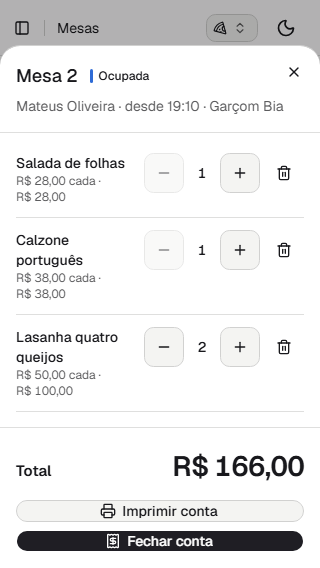 Mesas
Mesa 2
Ocupada
Mateus Oliveira · desde 19:10 · Garçom Bia
Salada de folhas
R$ 28,00 cada ·
R$ 28,00
1
Calzone
português
R$ 38,00 cada ·
R$ 38,00
1
Lasanha quatro
queijos
R$ 50,00 cada ·
R$ 100,00
2
Total
R$ 166,00
Imprimir conta
Fechar conta